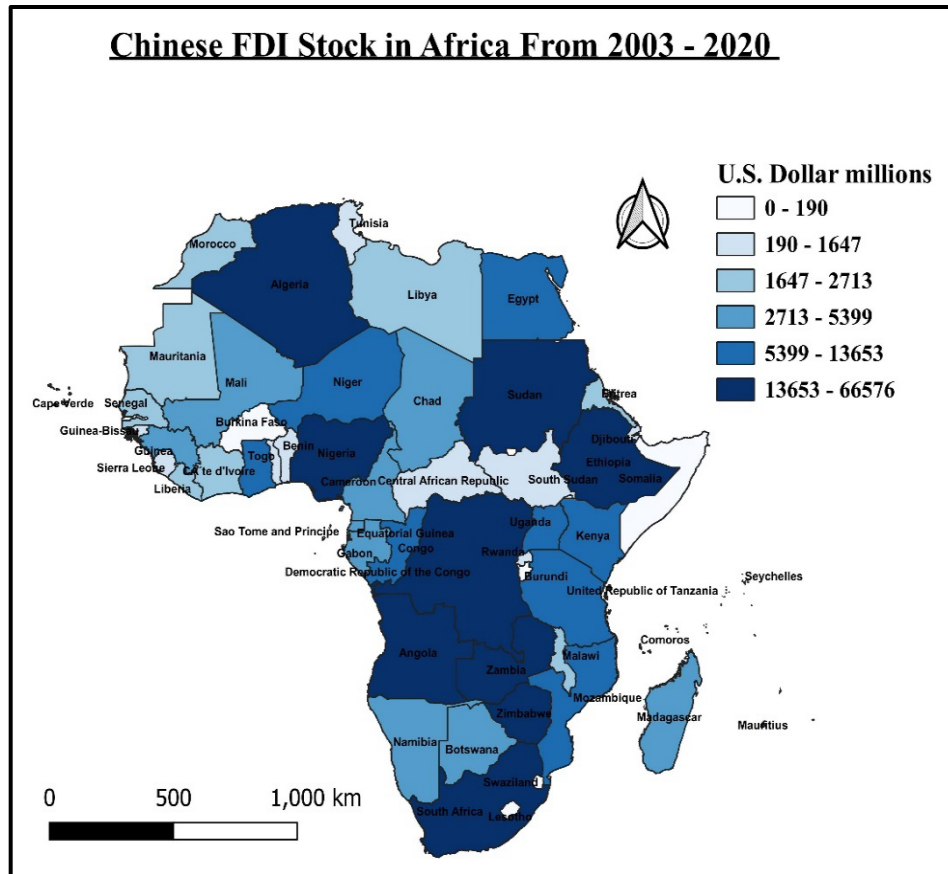 Chinese FDI Stock in Africa From 2003 - 2020
U.S. Dollar millions
0 - 190
190 - 1647
1647 - 2713
2713 - 5399
5399 - 13653
13653 - 66576
Tunisia
Morocco
Algeria
Libya
Egypt
Mauritania
Mali
Niger
Chad
Sudan
Eritrea
Cape Verde
Senegal
Burkina Faso
Guinea-Bissau
Guinea
Togo
Benin
Nigeria
Djibouti
Ethiopia
Sierra Leone
CÃ´te d'Ivoire
Somalia
Liberia
Cameroon
Central African Republic
South Sudan
Sao Tome and Principe
Equatorial Guinea
Uganda
Kenya
Gabon
Congo
Rwanda
Democratic Republic of the Congo
Burundi
Seychelles
United Republic of Tanzania
Comoros
Angola
Malawi
Zambia
Mozambique
Zimbabwe
Madagascar
Mauritius
Namibia
Botswana
Swaziland
South Africa
Lesotho
0 500 1,000 km